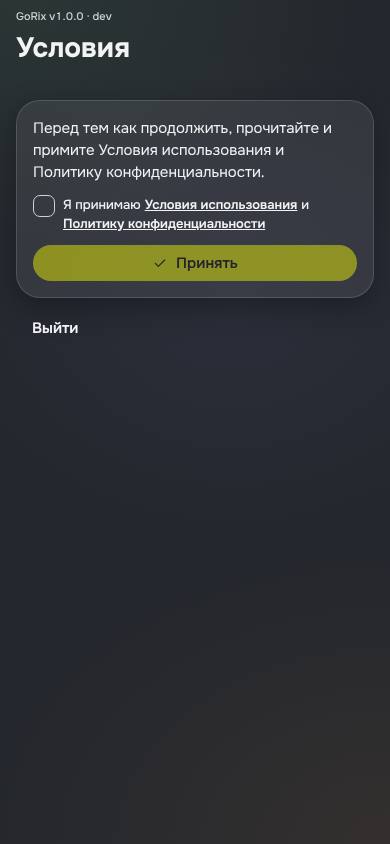 GoRix v1.0.0 · dev
Условия
Перед тем как продолжить, прочитайте и
примите Условия использования и
Политику конфиденциальности.
Я принимаю Условия использования и
Политику конфиденциальности
Принять
Выйти